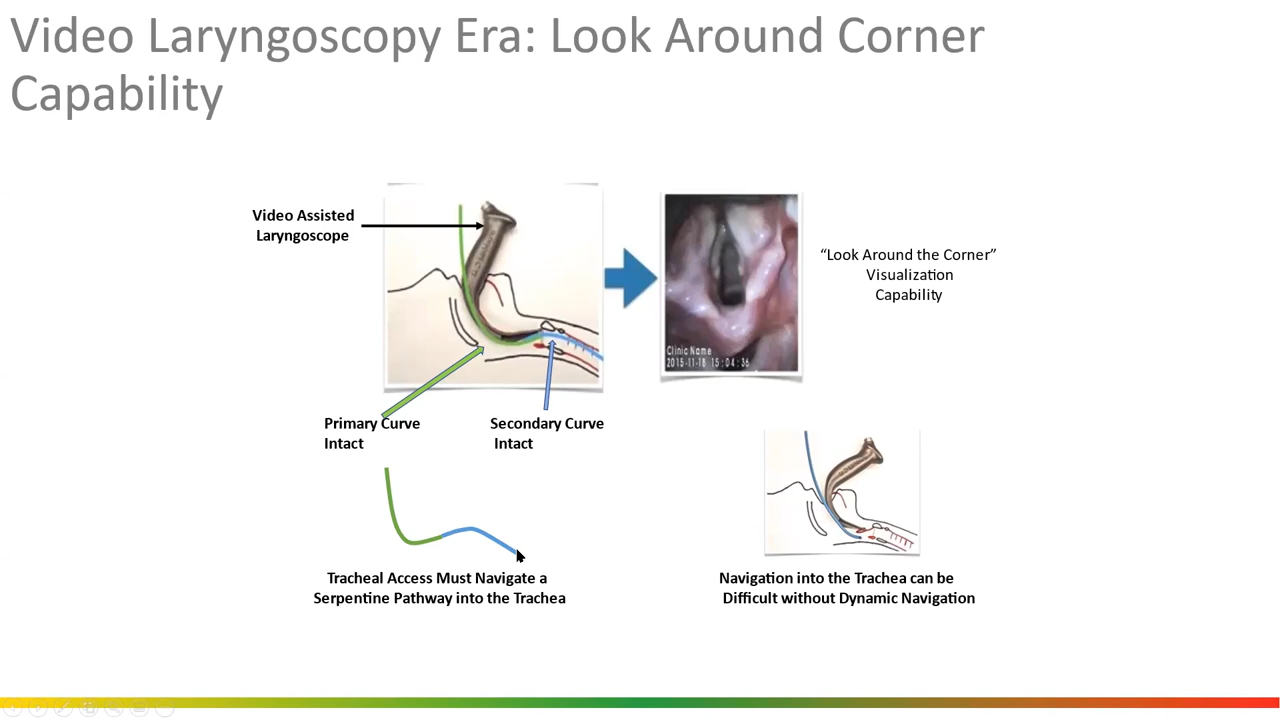 Video Laryngoscopy Era: Look Around Corner
Capability
Video Assisted
Laryngoscope
“Look Around the Corner”
Visualization
Capability
Clinic Name
2015-11-18 15:04:36
Primary Curve
Intact
Secondary Curve
Intact
Tracheal Access Must Navigate a
Serpentine Pathway into the Trachea
Navigation into the Trachea can be
Difficult without Dynamic Navigation